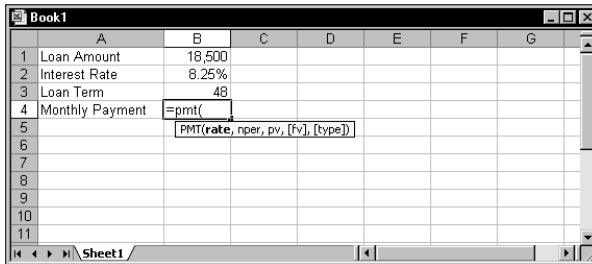 Book1
A B C D E F G
1 Loan Amount 18,500
2 Interest Rate 8.25%
3 Loan Term 48
4 Monthly Payment =pmt(
5 PMT(rate, nper, pv, [fv], [type])
6
7
8
9
10
11
Sheet1